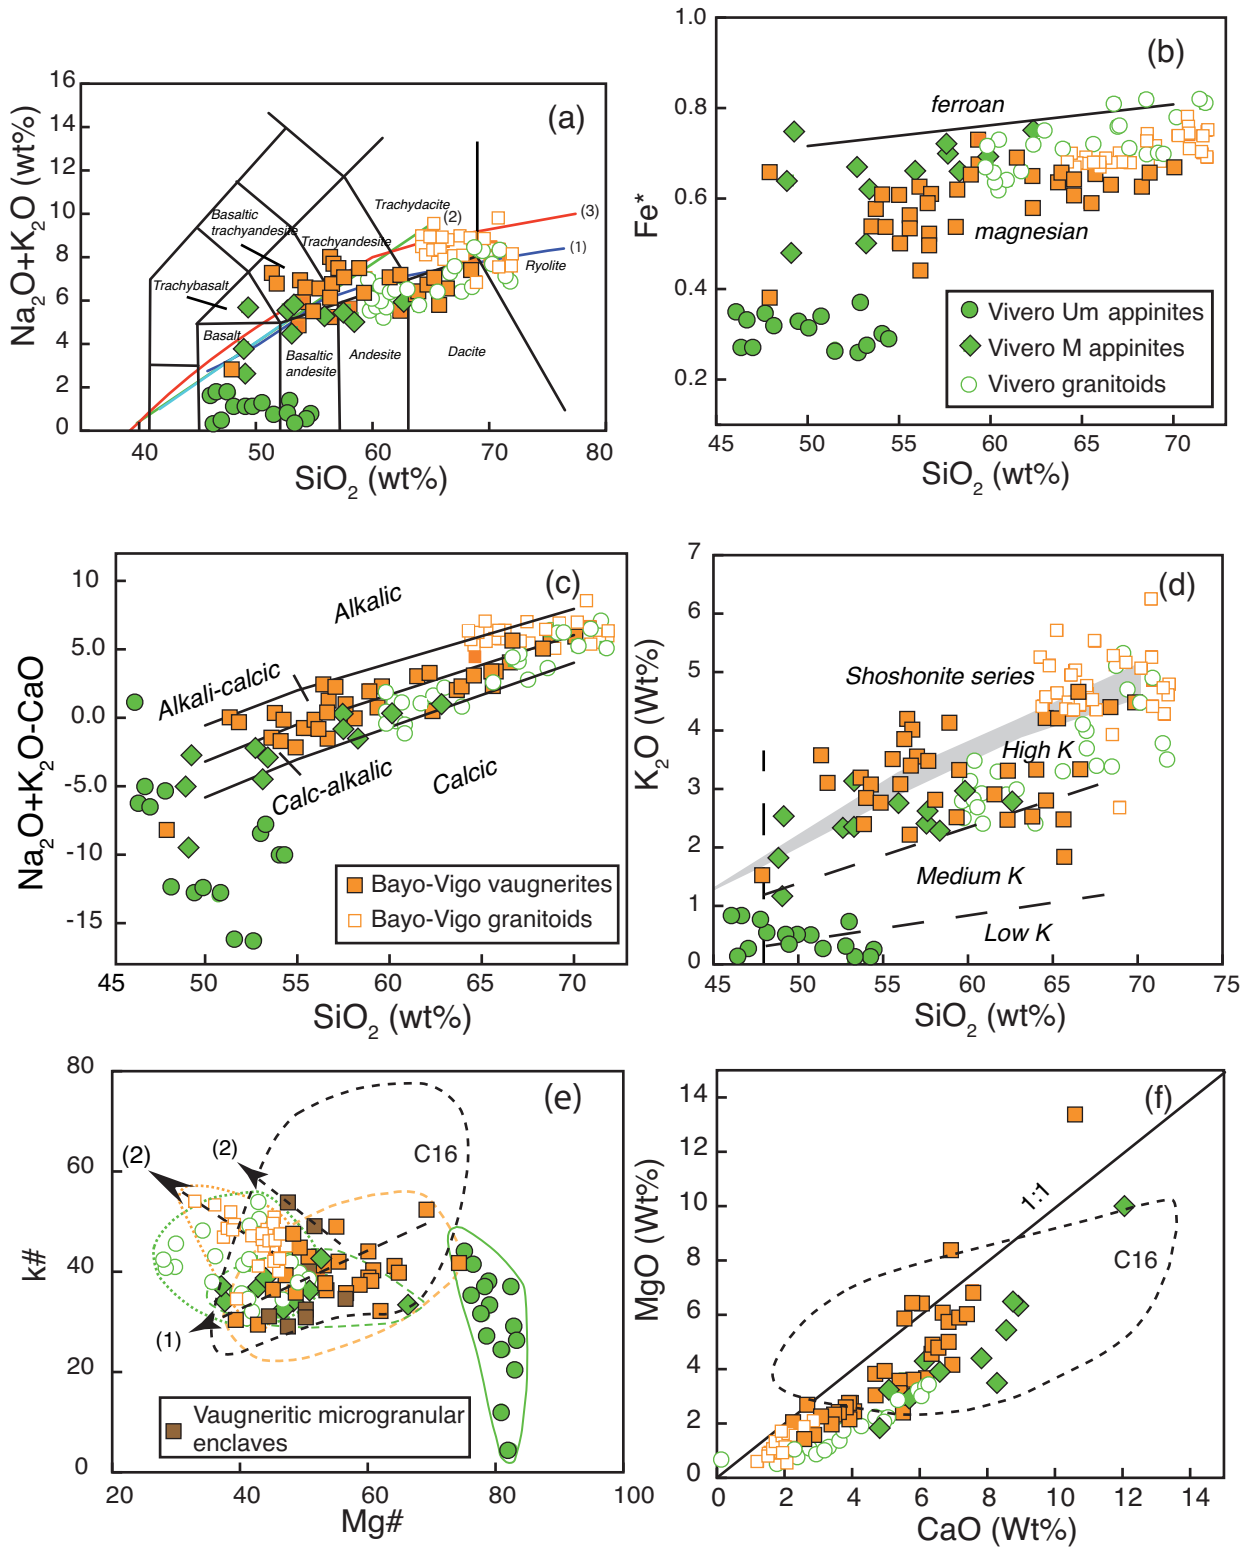 (a)
16
14
12
10
8
6
4
2
0
Na2O+K2O (wt%)
40
50
60
70
80
SiO2 (wt%)
Basaltic
trachyandesite
Trachydacite
(2)
(3)
Trachyandesite
(1)
Ryolite
Trachybasalt
Basalt
Basaltic
andesite
Andesite
Dacite
(b)
1.0
0.8
0.6
0.4
0.2
Fe*
ferroan
magnesian
Vivero Um appinites
Vivero M appinites
Vivero granitoids
45
50
55
60
65
70
SiO2 (wt%)
(c)
10
5.0
0.0
-5.0
-10
-15
Na2O+K2O-CaO
Alkalic
Alkali-calcic
Calc-alkalic
Calcic
Bayo-Vigo vaugnerites
Bayo-Vigo granitoids
45
50
55
60
65
70
SiO2 (wt%)
(d)
7
6
5
4
3
2
1
0
K2O (Wt%)
Shoshonite series
High K
Medium K
Low K
45
50
55
60
65
70
75
SiO2 (wt%)
(e)
80
60
40
20
0
k#
(2)
(2)
C16
(1)
Vaugneritic microgranular
enclaves
20
40
60
80
100
Mg#
(f)
14
12
10
8
6
4
2
0
MgO (Wt%)
1:1
C16
0
2
4
6
8
10
12
14
CaO (Wt%)